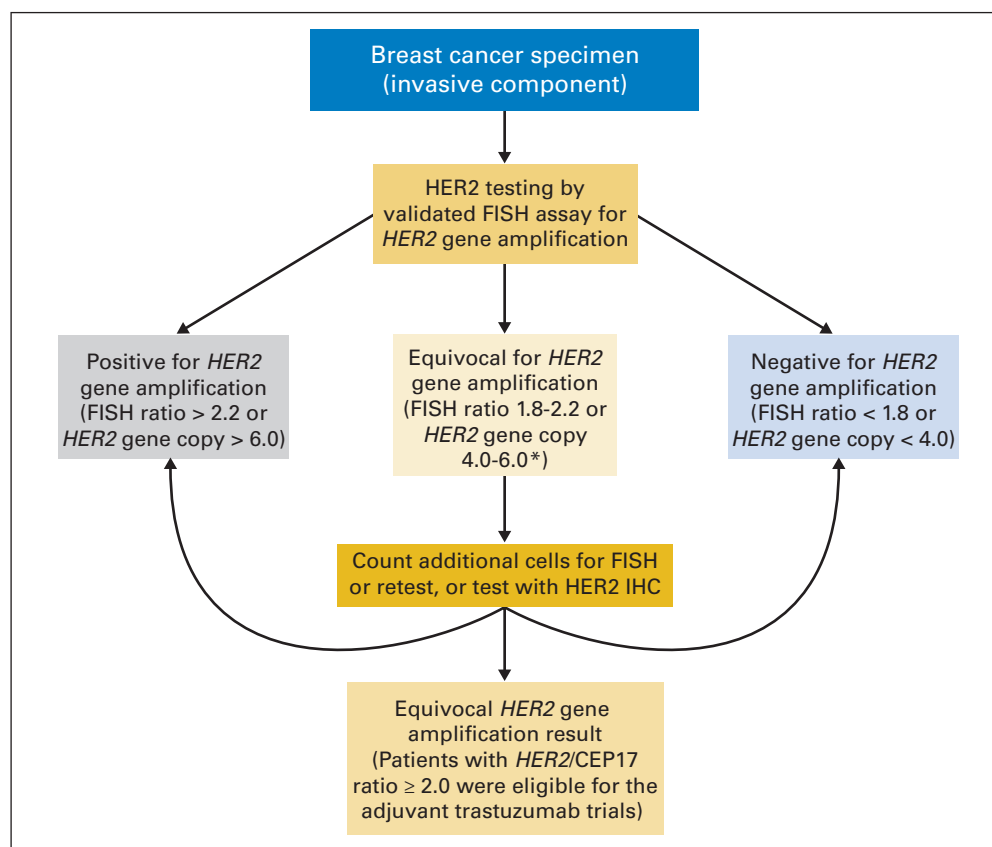 Breast cancer specimen
(invasive component)
HER2 testing by
validated FISH assay for
HER2 gene amplification
Positive for HER2
gene amplification
(FISH ratio > 2.2 or
HER2 gene copy > 6.0)
Equivocal for HER2
gene amplification
(FISH ratio 1.8-2.2 or
HER2 gene copy
4.0-6.0*)
Negative for HER2
gene amplification
(FISH ratio < 1.8 or
HER2 gene copy < 4.0)
Count additional cells for FISH
or retest, or test with HER2 IHC
Equivocal HER2 gene
amplification result
(Patients with HER2/CEP17
ratio ≥ 2.0 were eligible for the
adjuvant trastuzumab trials)